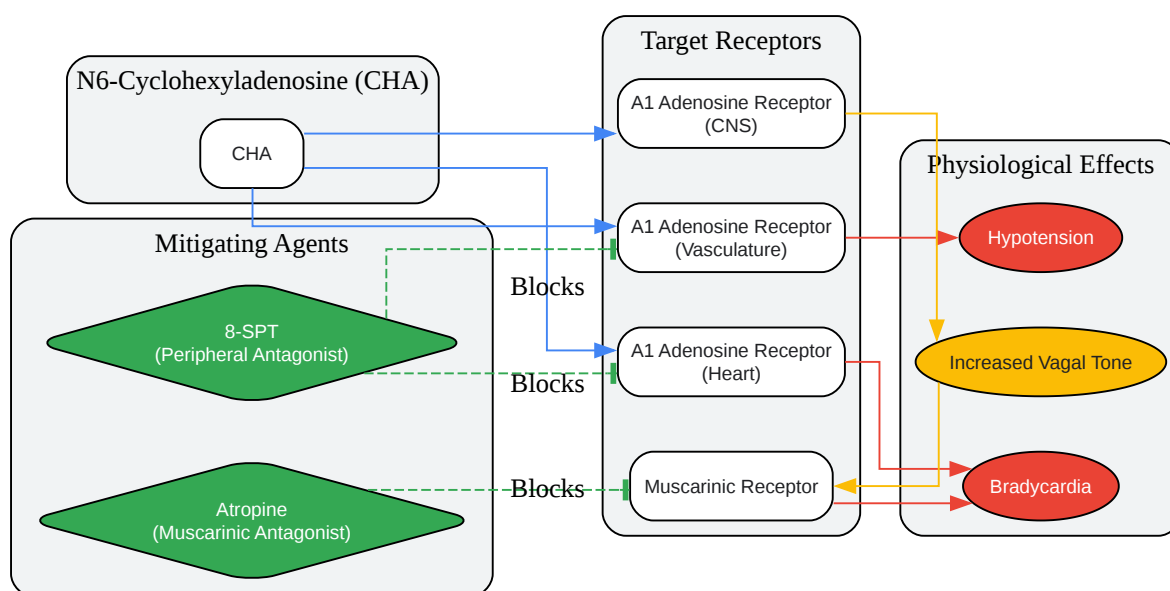 N6-Cyclohexyladenosine (CHA)
CHA
Mitigating Agents
8-SPT
(Peripheral Antagonist)
Atropine
(Muscarinic Antagonist)
Blocks
Blocks
Blocks
Target Receptors
A1 Adenosine Receptor
(CNS)
A1 Adenosine Receptor
(Vasculature)
A1 Adenosine Receptor
(Heart)
Muscarinic Receptor
Physiological Effects
Hypotension
Increased Vagal Tone
Bradycardia